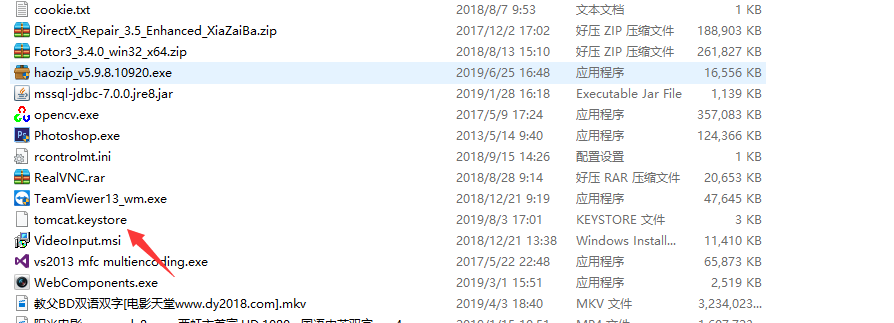 cookie.txt 2018/8/7 9:53 文本文档 1 KB
DirectX_Repair_3.5_Enhanced_XiaZaiBa.zip 2017/12/2 17:02 好压 ZIP 压缩文件 188,903 KB
Fotor3_3.4.0_win32_x64.zip 2018/8/13 15:10 好压 ZIP 压缩文件 261,827 KB
haozip_v5.9.8.10920.exe 2019/6/25 16:48 应用程序 16,556 KB
mssql-jdbc-7.0.0.jre8.jar 2019/1/28 16:18 Executable Jar File 1,139 KB
opencv.exe 2017/5/9 17:24 应用程序 357,083 KB
Photoshop.exe 2013/5/14 9:40 应用程序 124,366 KB
rcontrolmt.ini 2018/9/15 14:26 配置设置 1 KB
RealVNC.rar 2018/8/28 9:14 好压 RAR 压缩文件 20,653 KB
TeamViewer13_wm.exe 2018/12/21 9:19 应用程序 47,645 KB
tomcat.keystore 2019/8/3 17:01 KEYSTORE 文件 3 KB
VideoInput.msi 2018/12/21 13:38 Windows Install... 11,410 KB
vs2013 mfc multiencoding.exe 2017/5/22 22:48 应用程序 65,873 KB
WebComponents.exe 2019/3/1 15:51 应用程序 2,519 KB
教父BD双语双字[电影天堂www.dy2018.com].mkv 2019/4/3 18:40 MKV 文件 3,234,023...